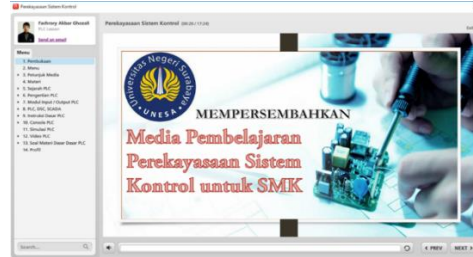 Perekayasaan Sistem Kontrol
Fachrony Akbar Ghozali
PLC Leader
Send an email
Menu
1. Pembukaan
2. Menu
3. Petunjuk Media
4. Materi
5. Sejarah PLC
6. Pengertian PLC
7. Modul Input / Output PLC
8. PLC, DSC, SCADA
9. Instruksi Dasar PLC
10. Console PLC
11. Simulasi PLC
12. Video PLC
13. Soal Materi Dasar Dasar PLC
14. Profil
Search...
Perekayasaan Sistem Kontrol
Universitas Negeri Surabaya
UNESA
MEMPERSEMBAHKAN
Media Pembelajaran
Perekayasaan Sistem
Kontrol untuk SMK
PREV
NEXT